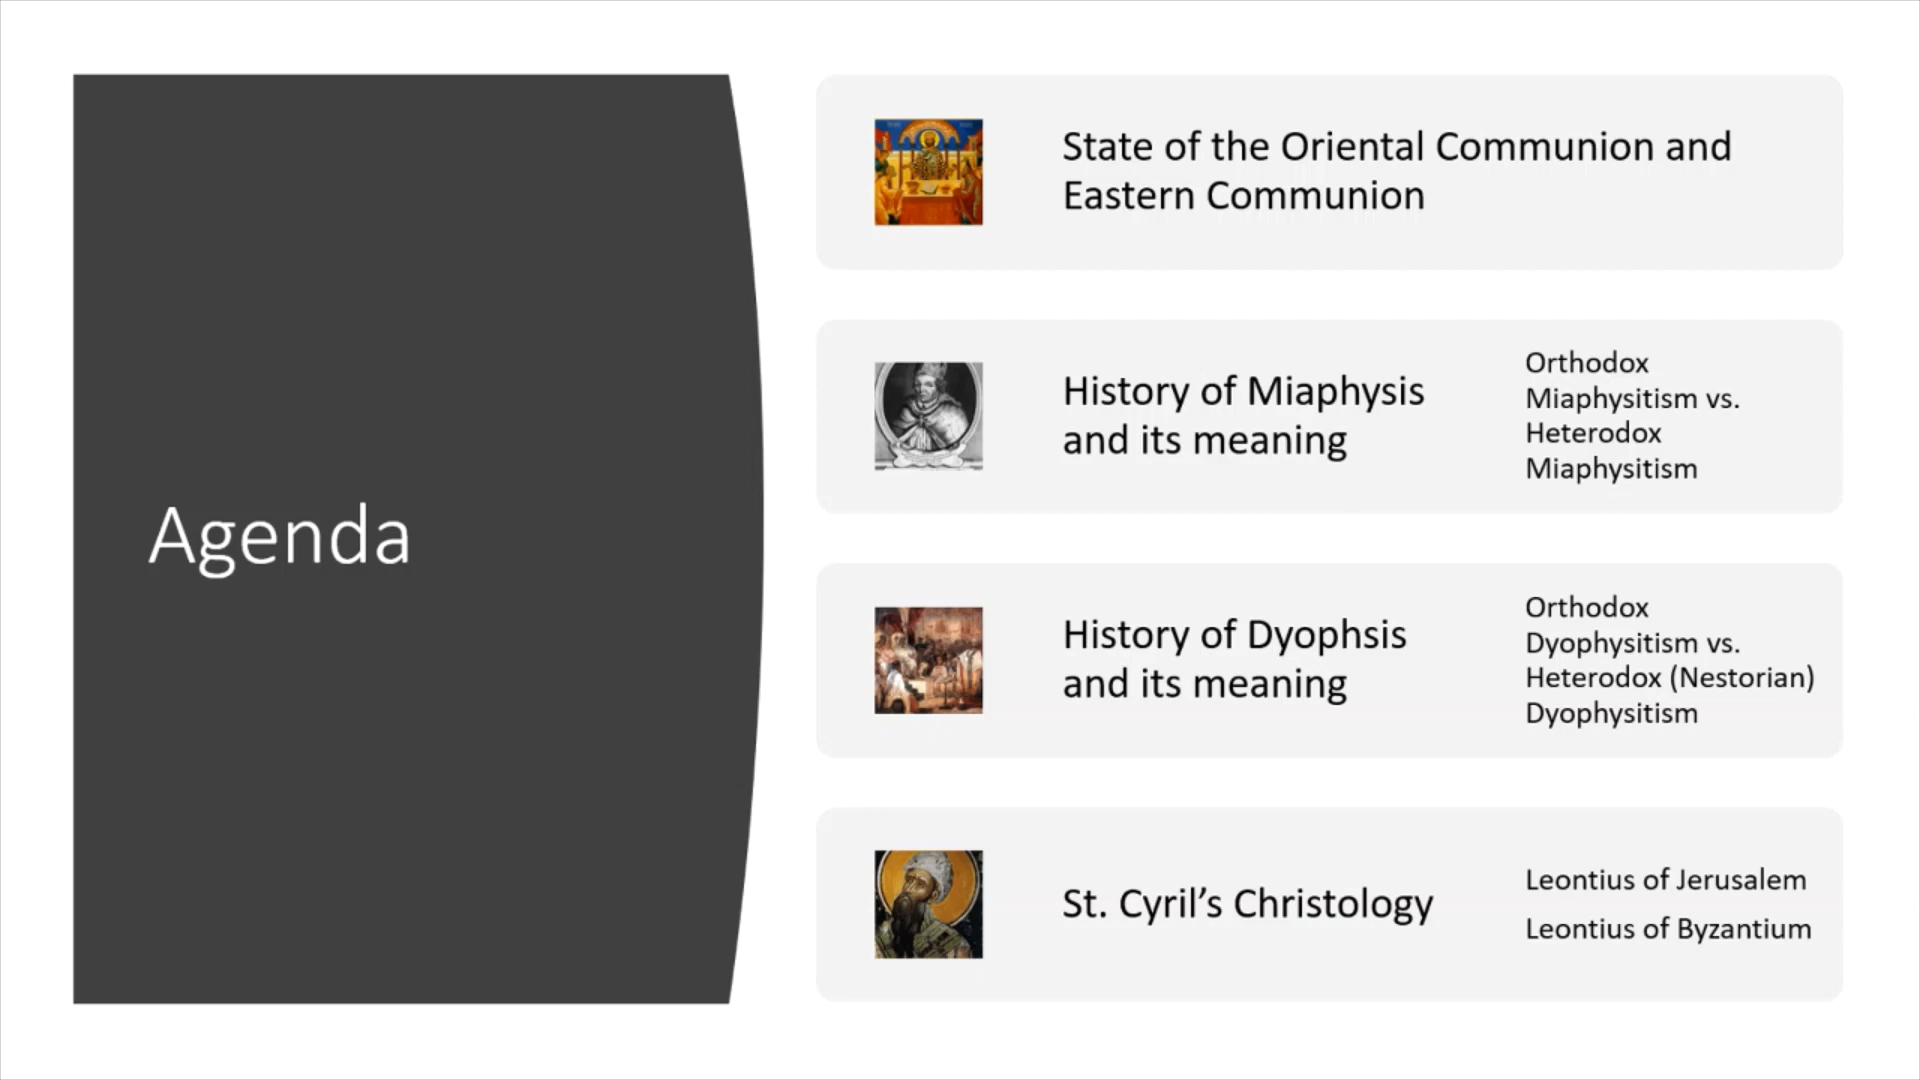 Agenda
State of the Oriental Communion and
Eastern Communion
History of Miaphysis
and its meaning
Orthodox
Miaphysitism vs.
Heterodox
Miaphysitism
History of Dyophsis
and its meaning
Orthodox
Dyophysitism vs.
Heterodox (Nestorian)
Dyophysitism
St. Cyril’s Christology
Leontius of Jerusalem
Leontius of Byzantium